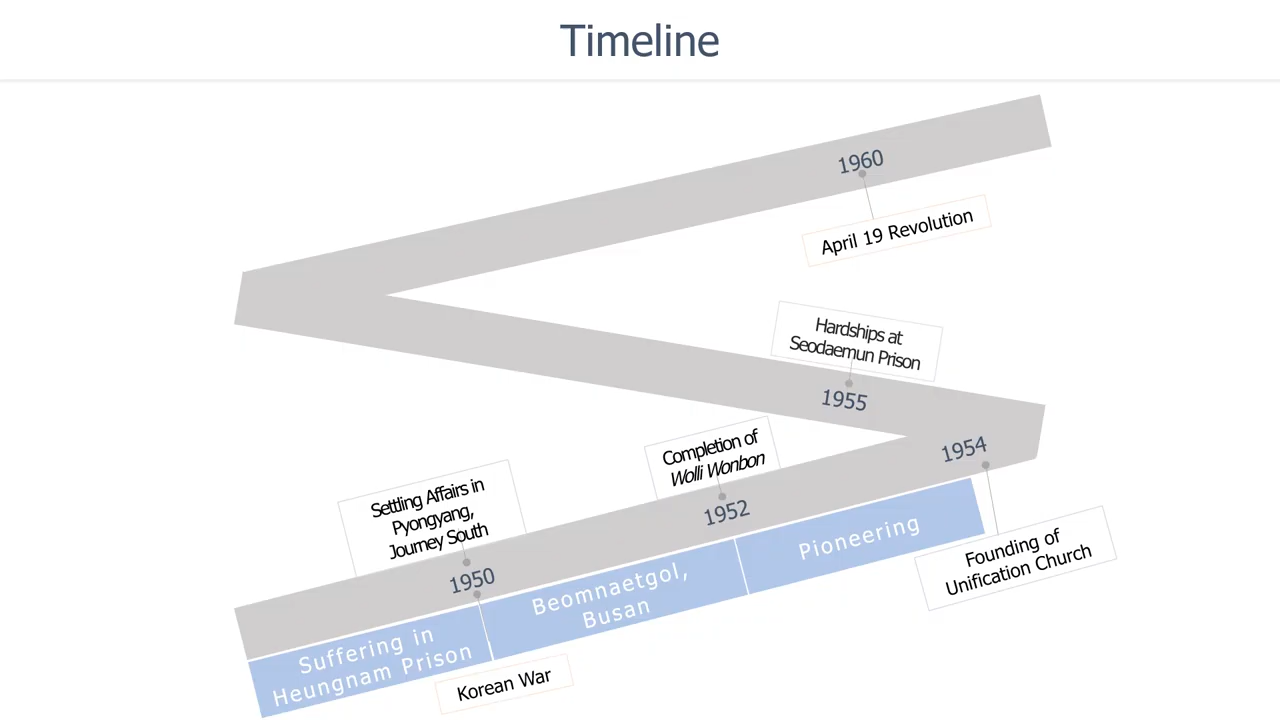 Timeline
1960
April 19 Revolution
Hardships at
Seodaemun Prison
1955
1954
Completion of
Wolli Wonbon
1952
Settling Affairs in
Pyongyang,
Journey South
1950
Pioneering
Founding of
Unification Church
Beomnaetgol,
Busan
Suffering in
Heungnam Prison
Korean War